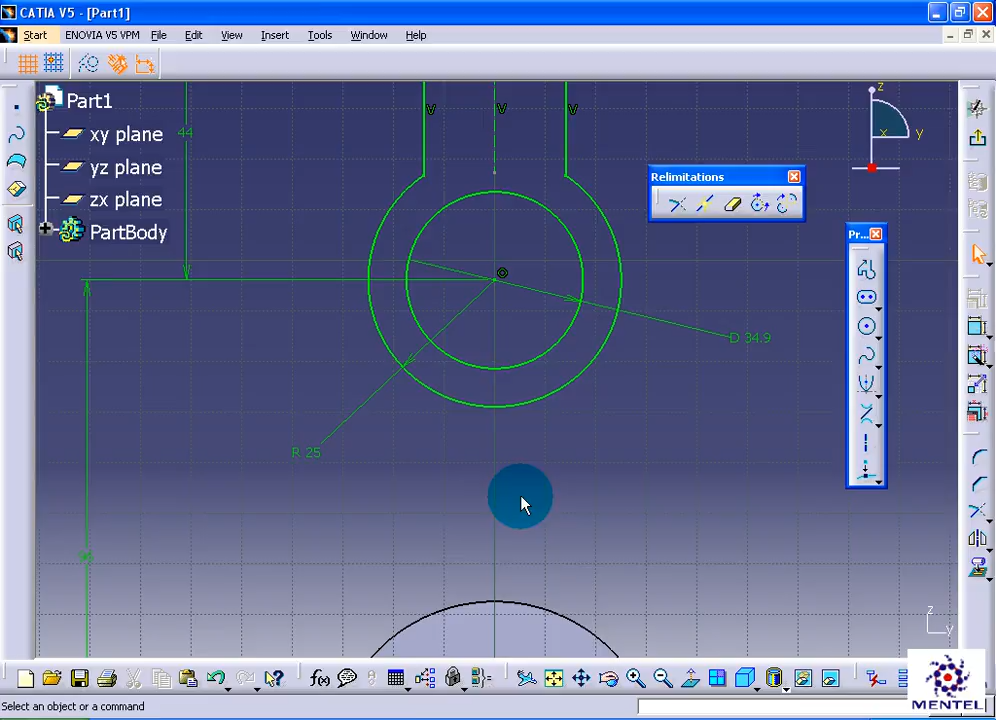 CATIA V5 - [Part1]
Start ENOVIA V5 VPM File Edit View Insert Tools Window Help
Part1
xy plane
yz plane
zx plane
PartBody
44
V V V
Relimitations
Pr...
z
x y
D 34.9
R 25
z
y
f(x)
Select an object or a command
MENTEL